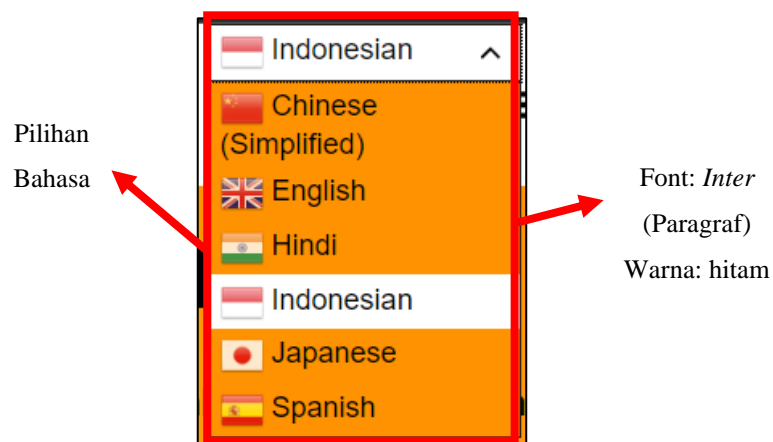 Indonesian
Chinese
(Simplified)
English
Hindi
Indonesian
Japanese
Spanish
Pilihan
Bahasa
Font: Inter
(Paragraf)
Warna: hitam